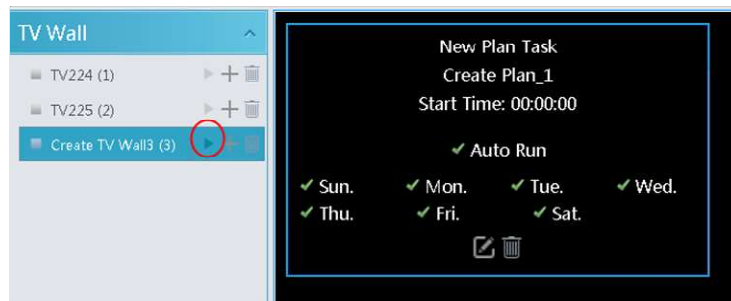 TV Wall
TV224 (1)
TV225 (2)
Create TV Wall3 (3)
New Plan Task
Create Plan_1
Start Time: 00:00:00
Auto Run
Sun. Mon. Tue. Wed.
Thu. Fri. Sat.